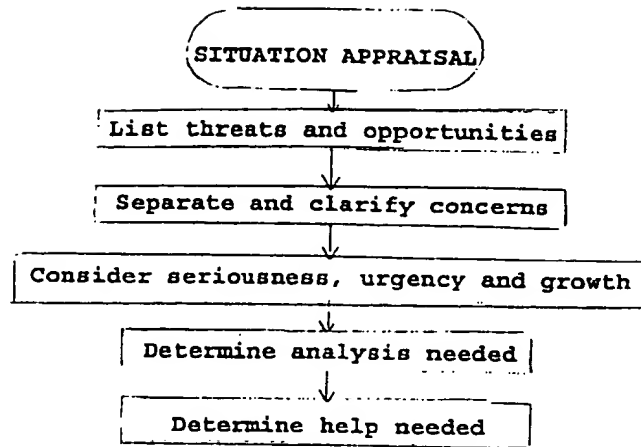 SITUATION APPRAISAL
List threats and opportunities
Separate and clarify concerns
Consider seriousness, urgency and growth
Determine analysis needed
Determine help needed